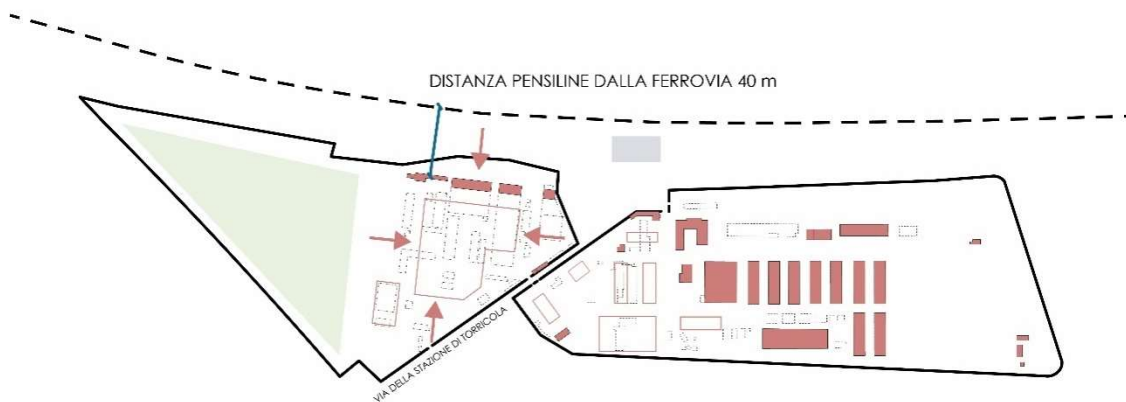 DISTANZA PENSILINE DALLA FERROVIA 40 m
VIA DELLA STAZIONE DI TORRICOLA